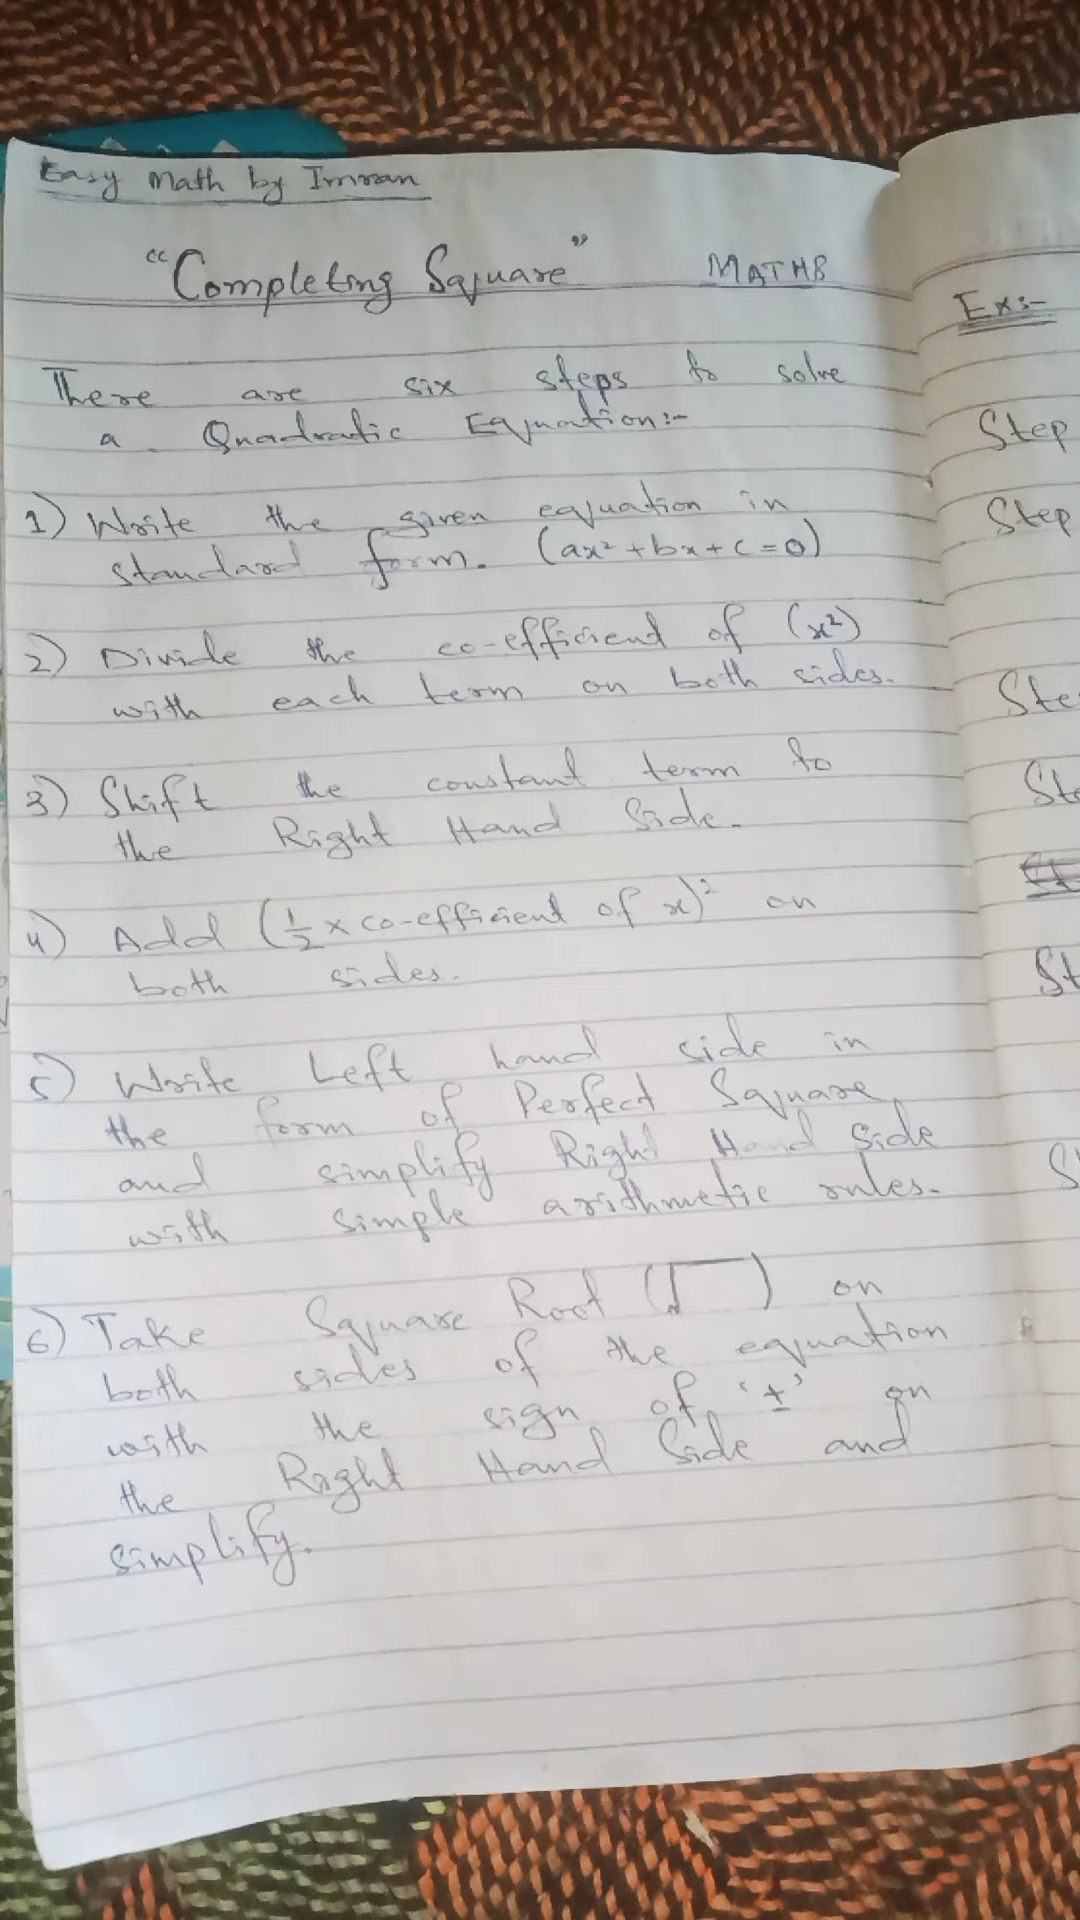 Easy Math by Imran
"Completing Square" MATHS
There are six steps to solve
a Quadratic Equation:-
1) Write the given equation in
standard form. (ax²+bx+c=0)
2) Divide the co-efficiend of (x²)
with each term on both sides.
3) Shift the constant term to
the Right Hand Side.
4) Add (1/2 × co-efficiend of x)² on
both sides.
5) Write Left hand side in
the form of Perfect Square,
and simplify Right Hand Side
with simple arithmetic rules.
6) Take Square Root (√ ) on
both sides of the equation
with the sign of '±' on
the Right Hand Side and
simplify.
Ex:-
Step
Step
Ste
Ste
St
S